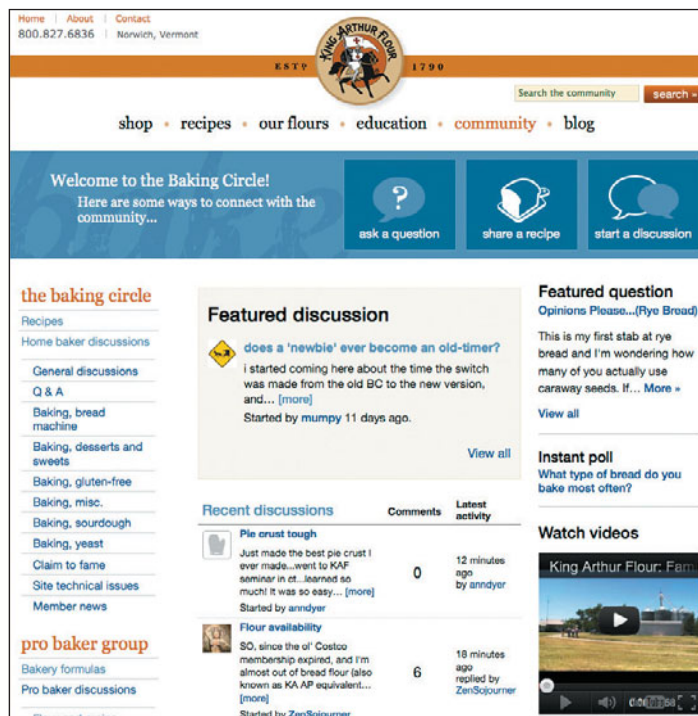 Home | About | Contact
800.827.6836 | Norwich, Vermont
KING ARTHUR FLOUR
ESTD 1790
Search the community
search »
shop • recipes • our flours • education • community • blog
Welcome to the Baking Circle!
Here are some ways to connect with the
community...
ask a question
share a recipe
start a discussion
the baking circle
Recipes
Home baker discussions
General discussions
Q & A
Baking, bread
machine
Baking, desserts and
sweets
Baking, gluten-free
Baking, misc.
Baking, sourdough
Baking, yeast
Claim to fame
Site technical issues
Member news
pro baker group
Bakery formulas
Pro baker discussions
Featured discussion
does a 'newbie' ever become an old-timer?
i started coming here about the time the switch
was made from the old BC to the new version,
and... [more]
Started by mumpy 11 days ago.
View all
Recent discussions Comments Latest
activity
Pie crust tough
Just made the best pie crust I
ever made...went to KAF
seminar in ct...learned so
much! It was so easy... [more]
Started by anndyer
0
12 minutes
ago
by anndyer
Flour availability
SO, since the ol' Costco
membership expired, and I'm
almost out of bread flour (also
known as KA AP equivalent...
[more]
Started by ZenSojourner
6
18 minutes
ago
replied by
ZenSojourner
Featured question
Opinions Please...(Rye Bread)
This is my first stab at rye
bread and I'm wondering how
many of you actually use
caraway seeds. If... More »
View all
Instant poll
What type of bread do you
bake most often?
Watch videos
King Arthur Flour: Fam